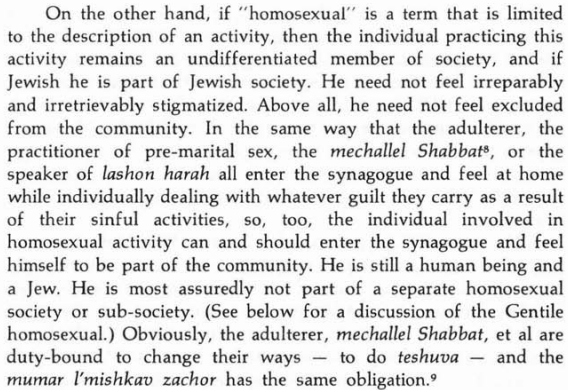 On the other hand, if "homosexual" is a term that is limited
to the description of an activity, then the individual practicing this
activity remains an undifferentiated member of society, and if
Jewish he is part of Jewish society. He need not feel irreparably
and irretrievably stigmatized. Above all, he need not feel excluded
from the community. In the same way that the adulterer, the
practitioner of pre-marital sex, the mechallel Shabbat⁸, or the
speaker of lashon harah all enter the synagogue and feel at home
while individually dealing with whatever guilt they carry as a result
of their sinful activities, so, too, the individual involved in
homosexual activity can and should enter the synagogue and feel
himself to be part of the community. He is still a human being and
a Jew. He is most assuredly not part of a separate homosexual
society or sub-society. (See below for a discussion of the Gentile
homosexual.) Obviously, the adulterer, mechallel Shabbat, et al are
duty-bound to change their ways — to do teshuva — and the
mumar l'mishkav zachor has the same obligation.⁹